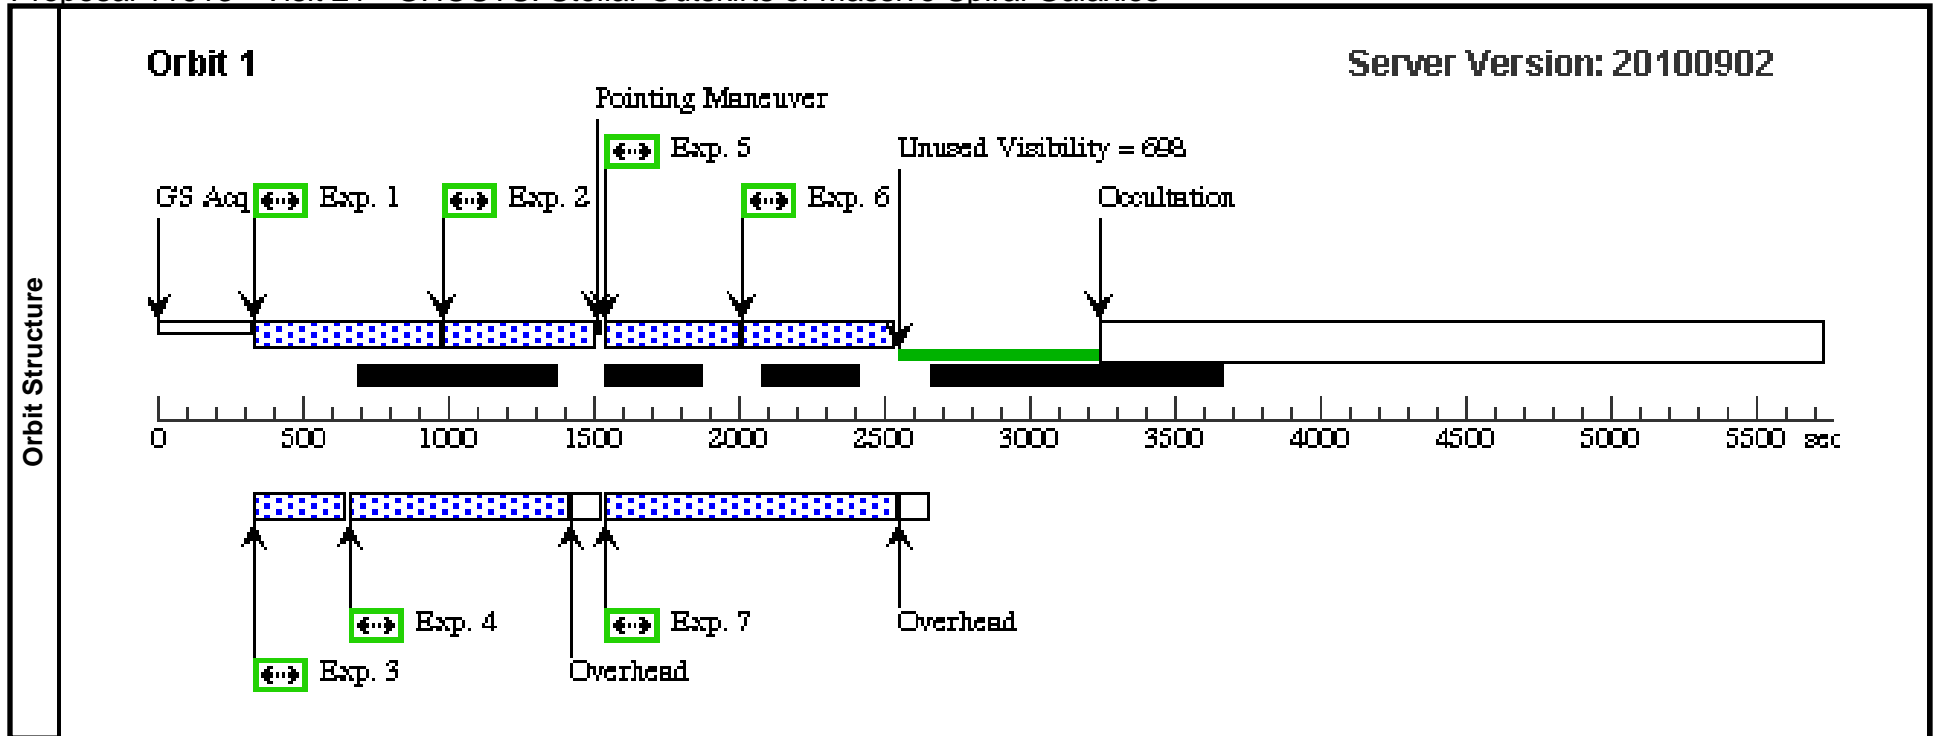 Orbit 1
Server Version: 20100902
Pointing Maneuver
Exp. 5
Unused Visibility = 698
GS Acq
Exp. 1
Exp. 2
Exp. 6
Occultation
Orbit Structure
0 500 1000 1500 2000 2500 3000 3500 4000 4500 5000 5500 sec
Exp. 4
Exp. 7
Overhead
Exp. 3
Overhead